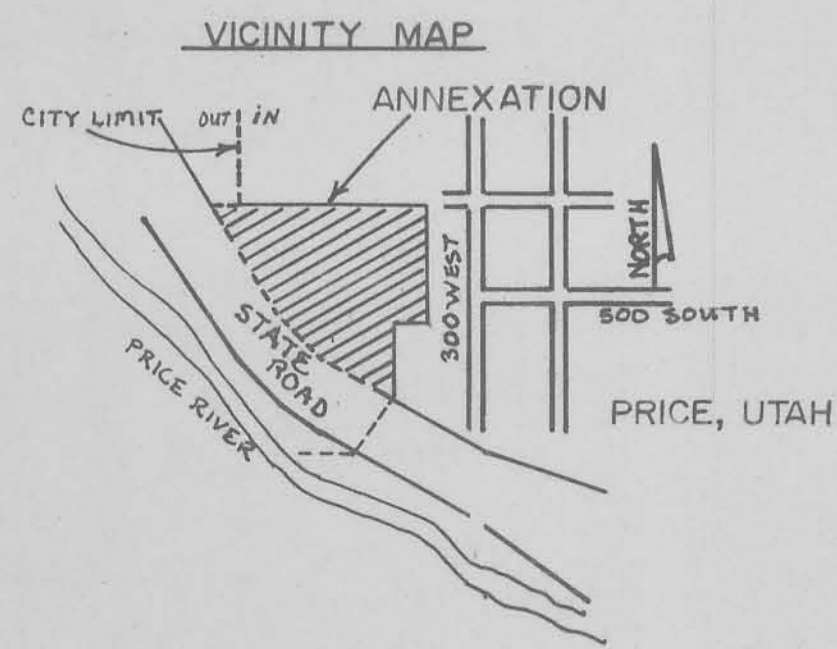 VICINITY MAP
CITY LIMIT
OUT iN
ANNEXATION
NORTH
300 WEST
500 SOUTH
STATE
ROAD
PRICE RIVER
PRICE, UTAH